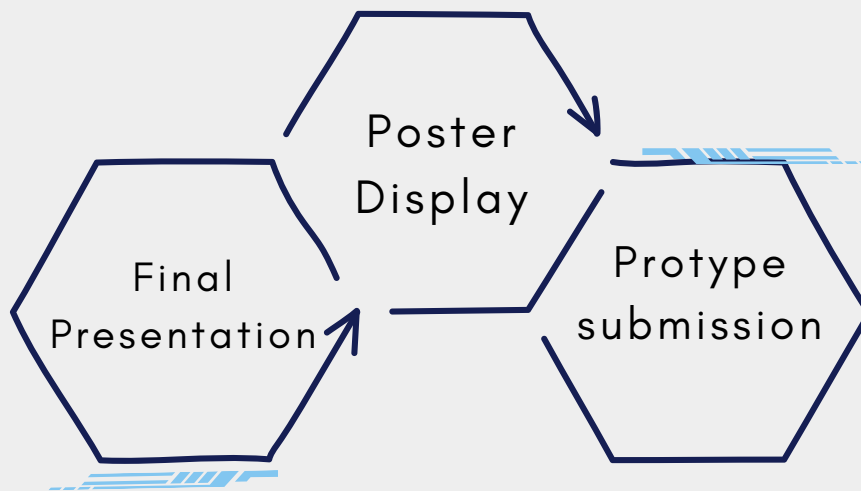 Final
Presentation
Poster
Display
Protype
submission